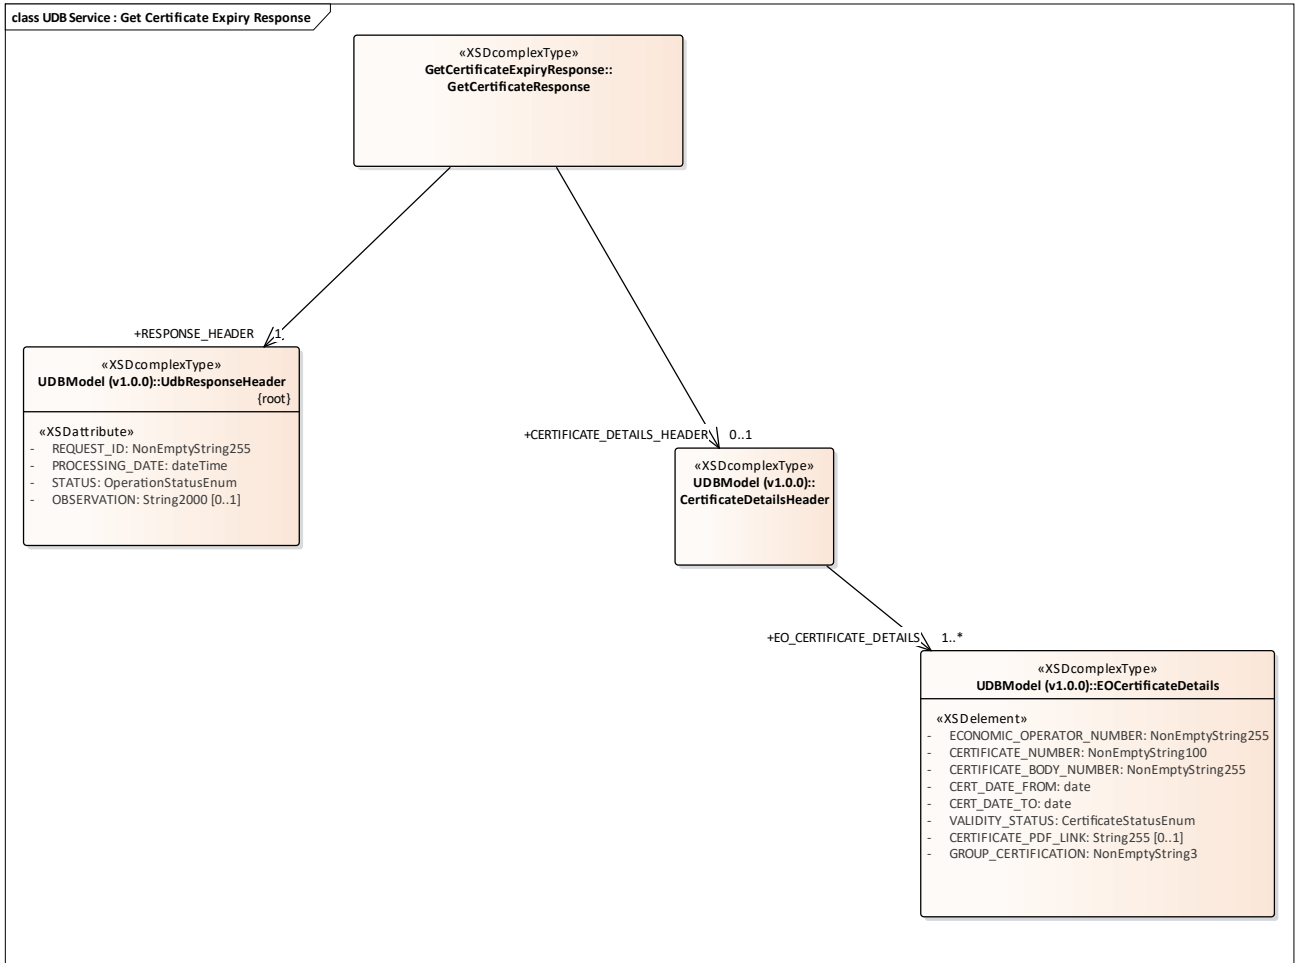 class UDB Service : Get Certificate Expiry Response
«XSDcomplexType»
GetCertificateExpiryResponse::
GetCertificateResponse
+RESPONSE_HEADER 1
«XSDcomplexType»
UDBModel (v1.0.0)::UdbResponseHeader
{root}
«XSDattribute»
- REQUEST_ID: NonEmptyString255
- PROCESSING_DATE: dateTime
- STATUS: OperationStatusEnum
- OBSERVATION: String2000 [0..1]
+CERTIFICATE_DETAILS_HEADER 0..1
«XSDcomplexType»
UDBModel (v1.0.0)::
CertificateDetailsHeader
+EO_CERTIFICATE_DETAILS 1..*
«XSDcomplexType»
UDBModel (v1.0.0)::EOCertificateDetails
«XSDelement»
- ECONOMIC_OPERATOR_NUMBER: NonEmptyString255
- CERTIFICATE_NUMBER: NonEmptyString100
- CERTIFICATE_BODY_NUMBER: NonEmptyString255
- CERT_DATE_FROM: date
- CERT_DATE_TO: date
- VALIDITY_STATUS: CertificateStatusEnum
- CERTIFICATE_PDF_LINK: String255 [0..1]
- GROUP_CERTIFICATION: NonEmptyString3